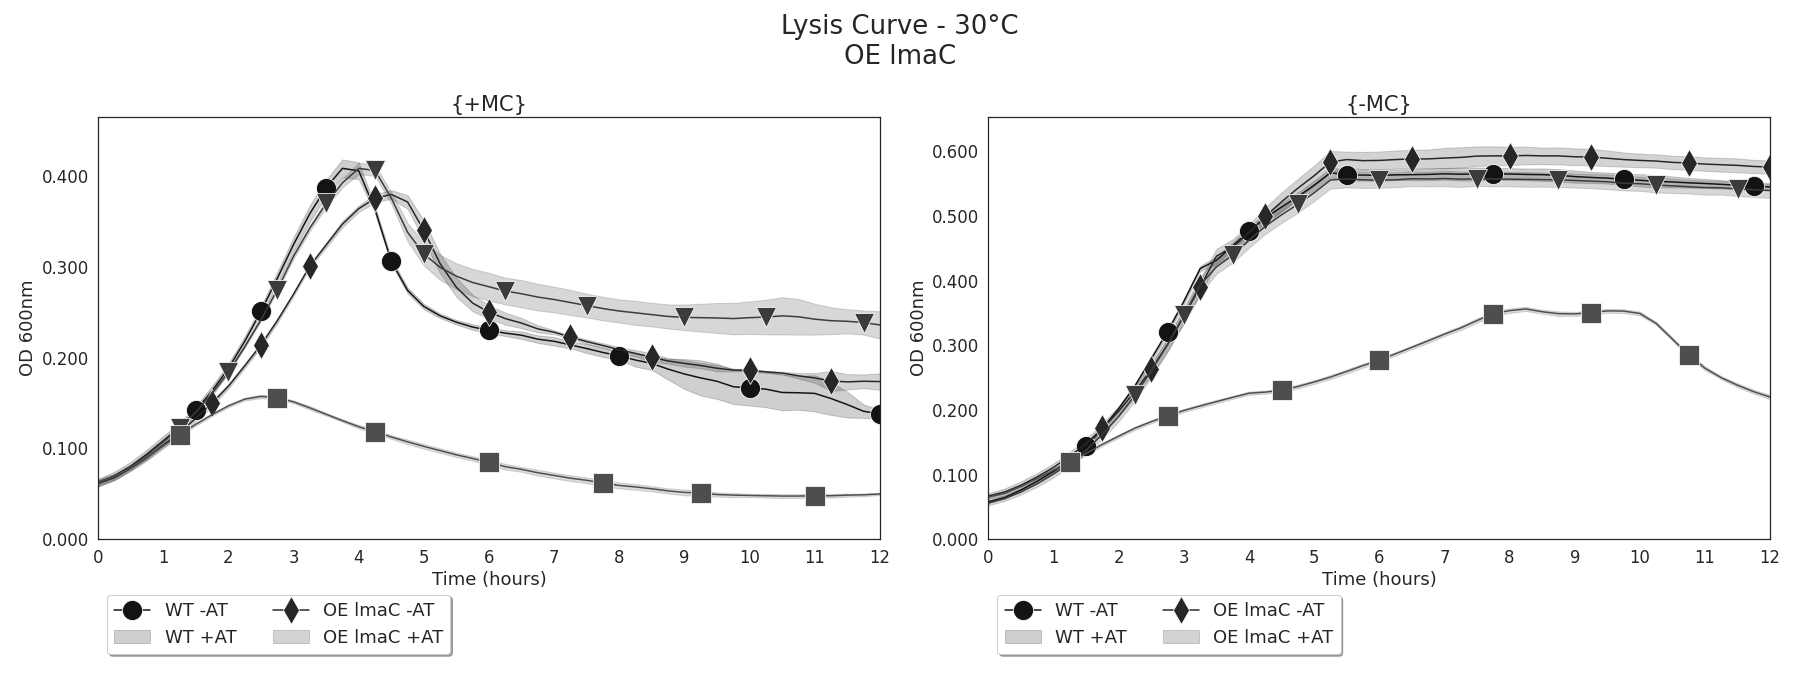 Lysis Curve - 30°C
OE lmaC
{+MC}
0.400
0.300
0.200
0.100
0.000
OD 600nm
0 1 2 3 4 5 6 7 8 9 10 11 12
Time (hours)
WT -AT
OE lmaC -AT
WT +AT
OE lmaC +AT
{-MC}
0.600
0.500
0.400
0.300
0.200
0.100
0.000
OD 600nm
0 1 2 3 4 5 6 7 8 9 10 11 12
Time (hours)
WT -AT
OE lmaC -AT
WT +AT
OE lmaC +AT